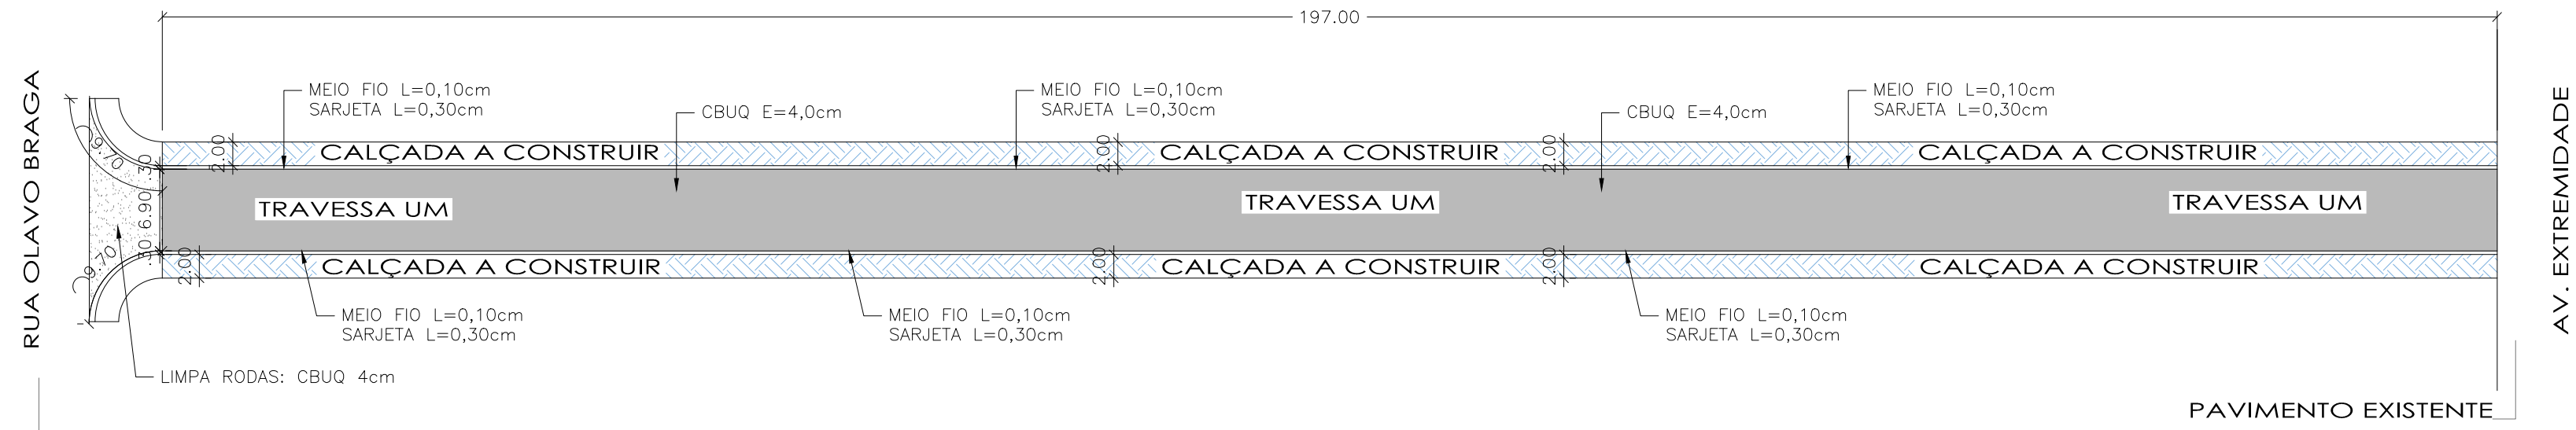 197.00
RUA OLAVO BRAGA
MEIO FIO L=0,10cm
SARJETA L=0,30cm
CBUQ E=4,0cm
MEIO FIO L=0,10cm
SARJETA L=0,30cm
CBUQ E=4,0cm
MEIO FIO L=0,10cm
SARJETA L=0,30cm
AV. EXTREMIDADE
9.70
.30
2.00
CALÇADA A CONSTRUIR
2.00
CALÇADA A CONSTRUIR
2.00
CALÇADA A CONSTRUIR
6.90
TRAVESSA UM
TRAVESSA UM
TRAVESSA UM
9.70
.30
2.00
CALÇADA A CONSTRUIR
2.00
CALÇADA A CONSTRUIR
2.00
CALÇADA A CONSTRUIR
MEIO FIO L=0,10cm
SARJETA L=0,30cm
MEIO FIO L=0,10cm
SARJETA L=0,30cm
MEIO FIO L=0,10cm
SARJETA L=0,30cm
LIMPA RODAS: CBUQ 4cm
PAVIMENTO EXISTENTE